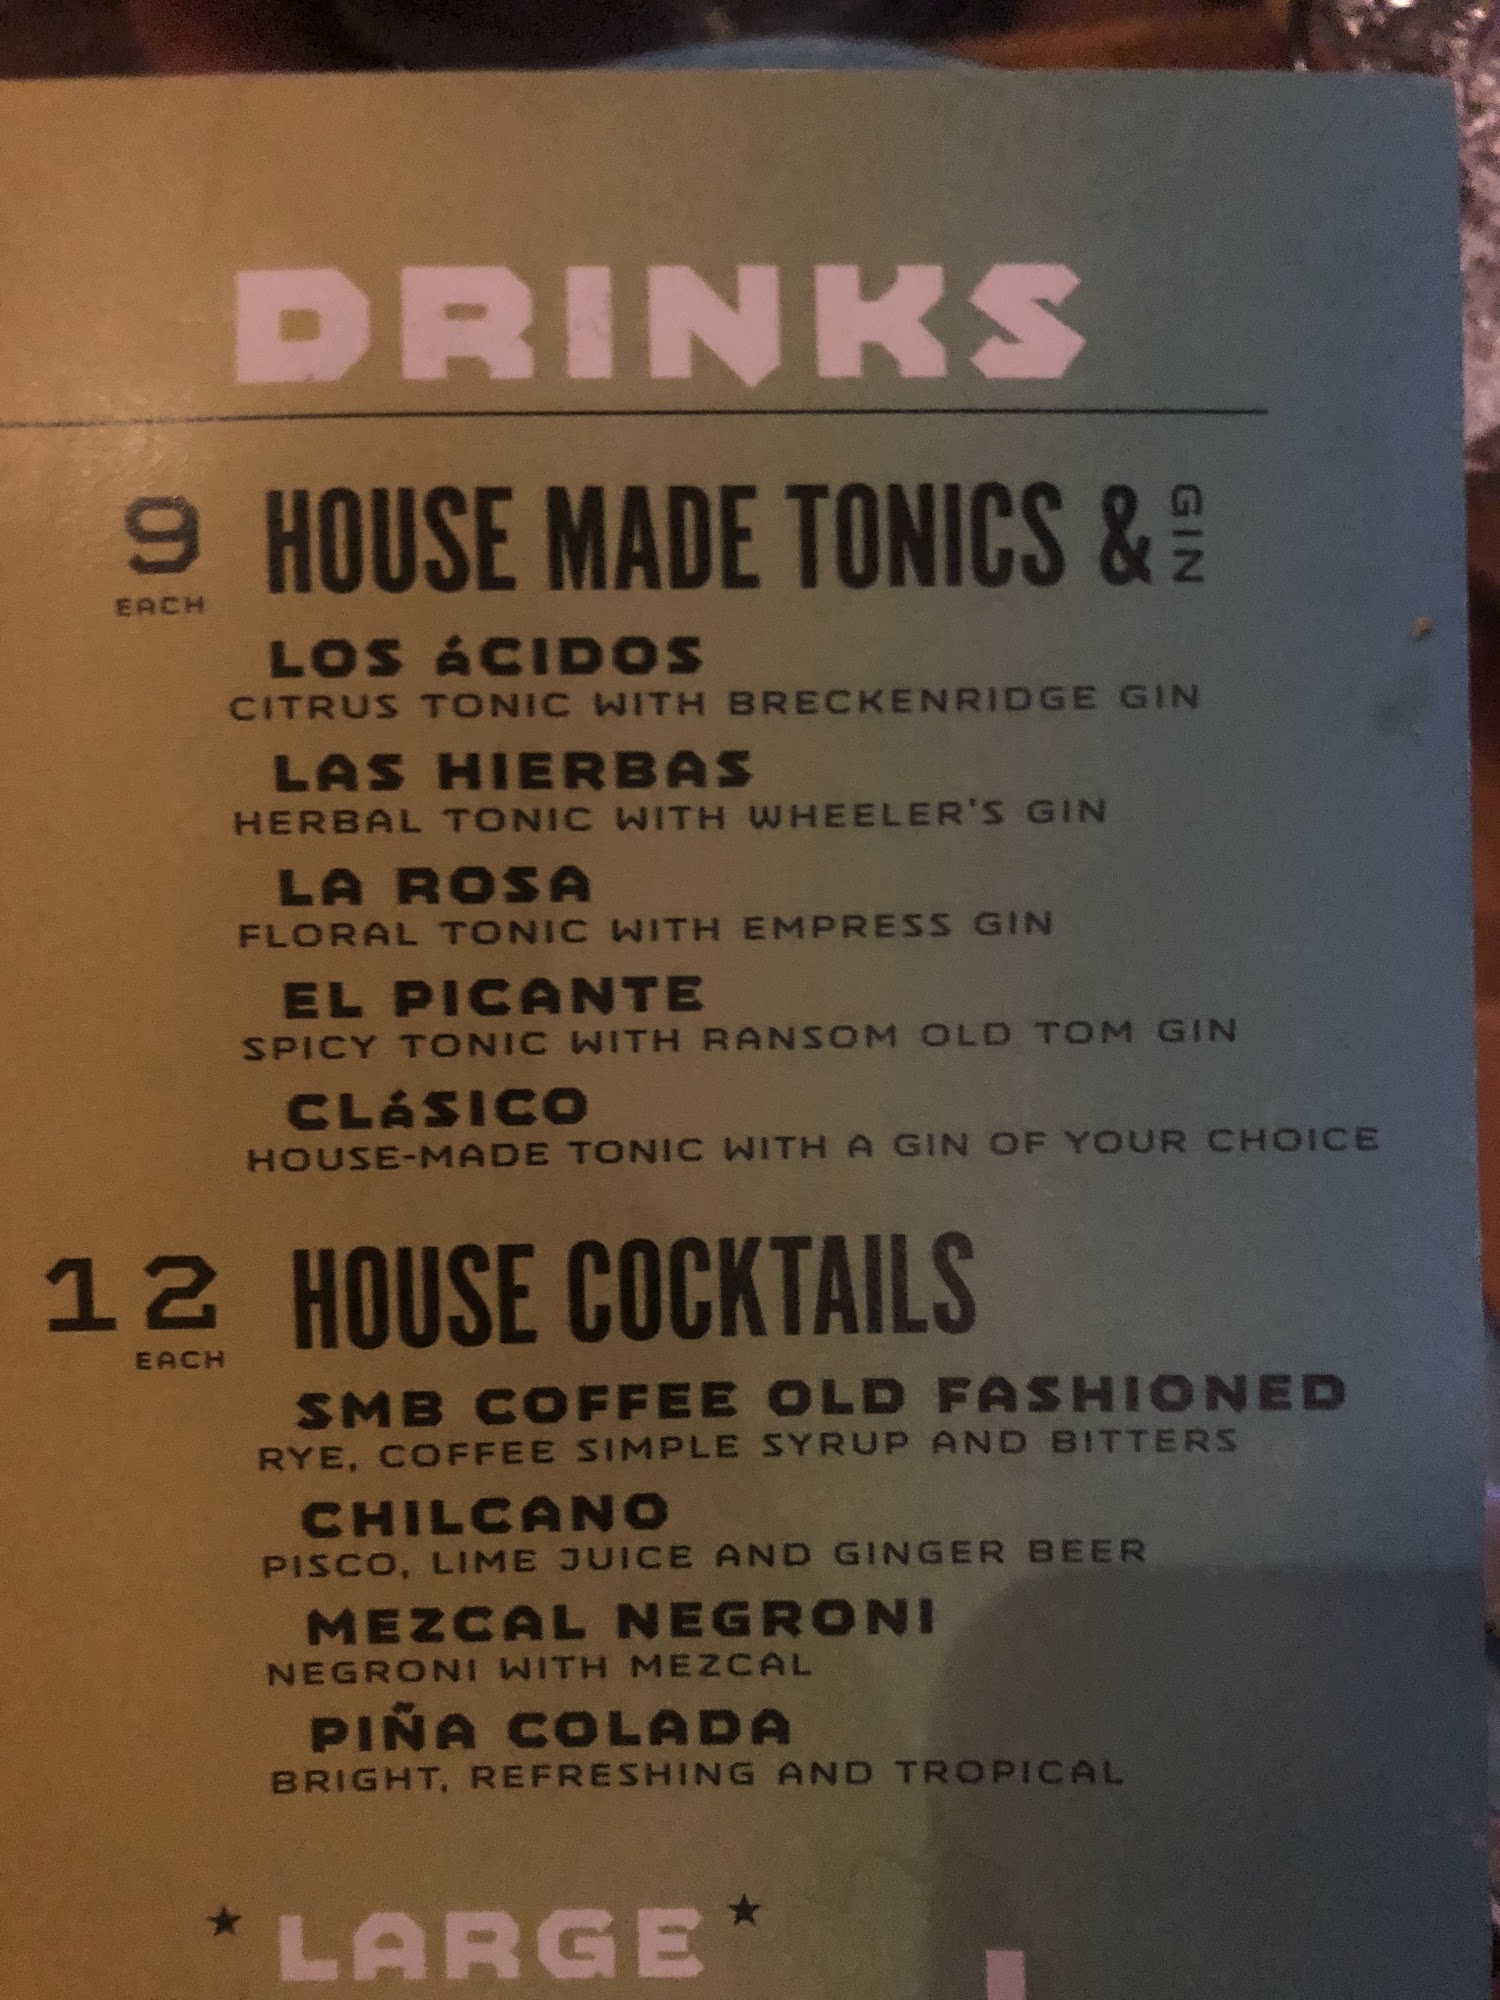 DRINKS
9 EACH
HOUSE MADE TONICS & GIN
LOS ÁCIDOS
CITRUS TONIC WITH BRECKENRIDGE GIN
LAS HIERBAS
HERBAL TONIC WITH WHEELER'S GIN
LA ROSA
FLORAL TONIC WITH EMPRESS GIN
EL PICANTE
SPICY TONIC WITH RANSOM OLD TOM GIN
CLÁSICO
HOUSE-MADE TONIC WITH A GIN OF YOUR CHOICE
12 EACH
HOUSE COCKTAILS
SMB COFFEE OLD FASHIONED
RYE, COFFEE SIMPLE SYRUP AND BITTERS
CHILCANO
PISCO, LIME JUICE AND GINGER BEER
MEZCAL NEGRONI
NEGRONI WITH MEZCAL
PIÑA COLADA
BRIGHT, REFRESHING AND TROPICAL
LARGE